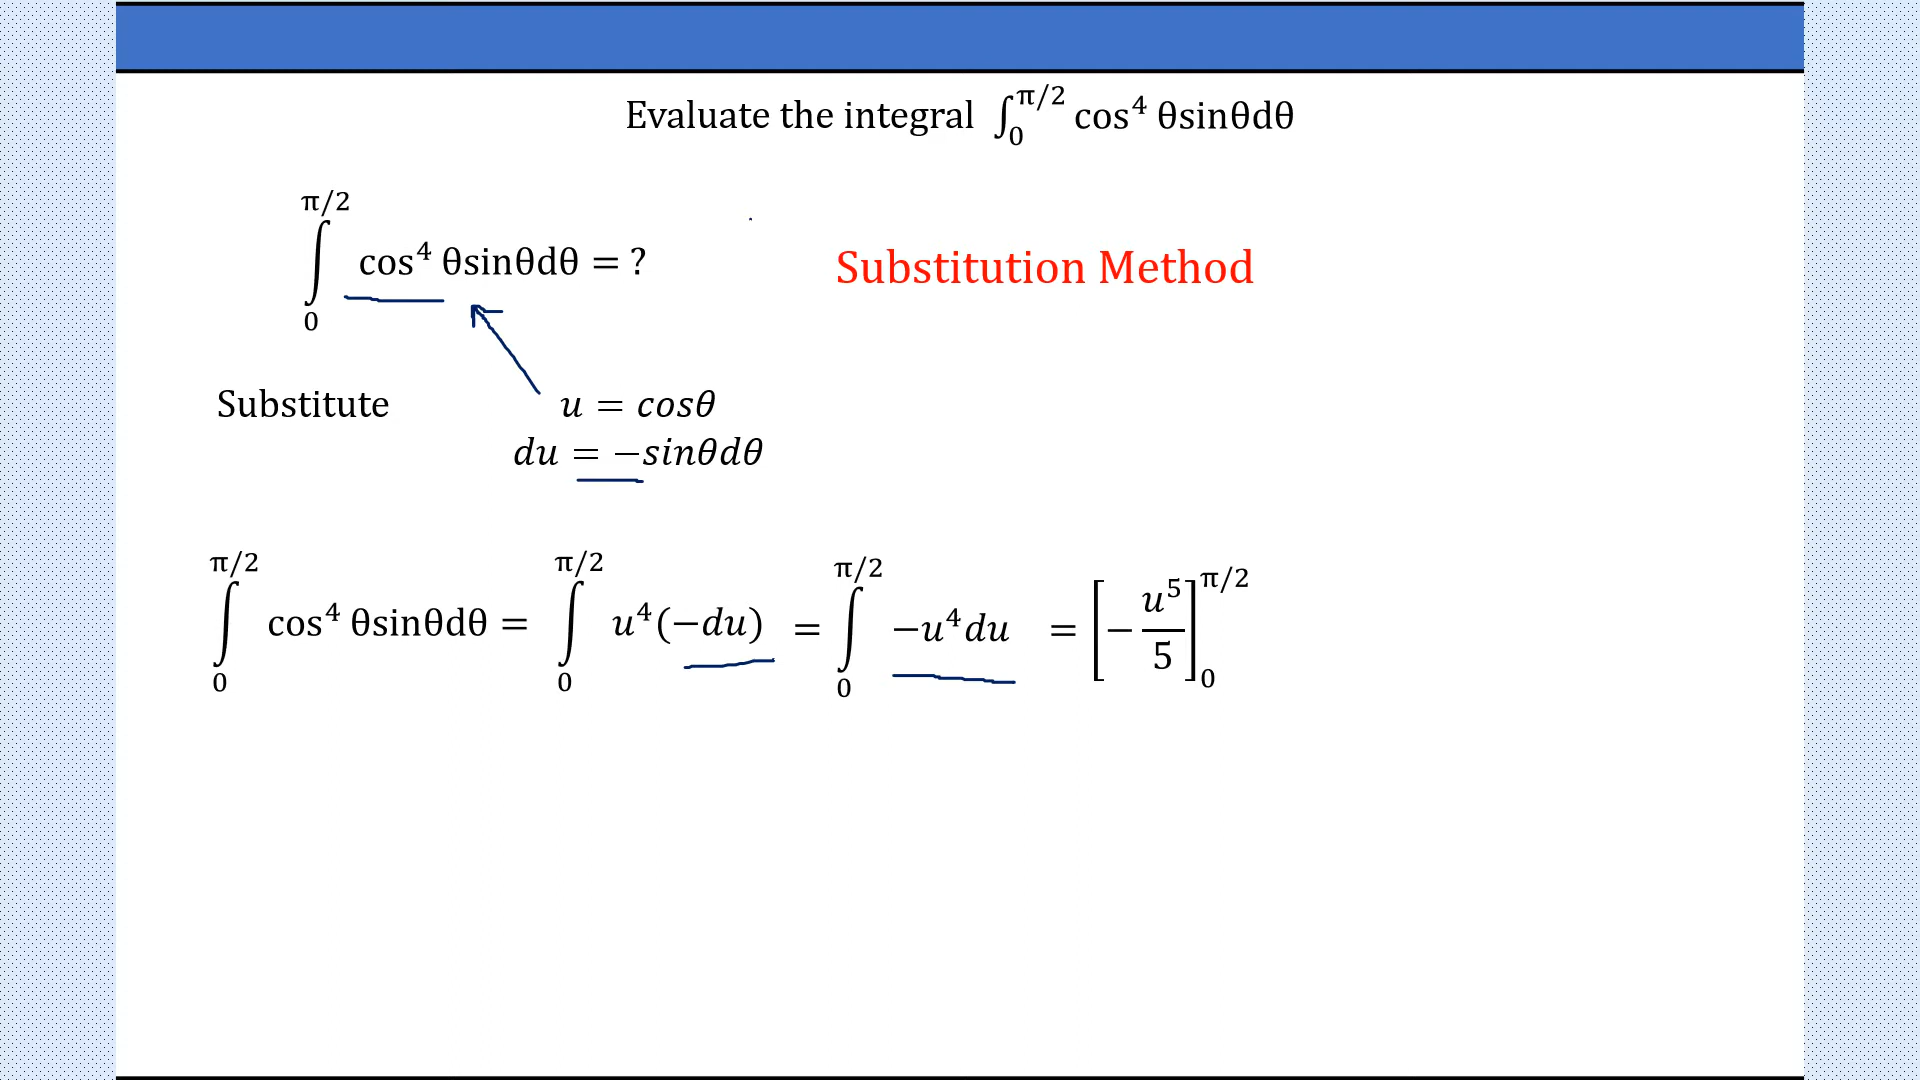 Evaluate the integral ∫₀^{π/2} cos⁴ θsinθdθ
∫₀^{π/2} cos⁴ θsinθdθ = ?
Substitution Method
Substitute u = cosθ
du = −sinθdθ
∫₀^{π/2} cos⁴ θsinθdθ = ∫₀^{π/2} u⁴(−du) = ∫₀^{π/2} −u⁴du = [−u⁵/5]₀^{π/2}